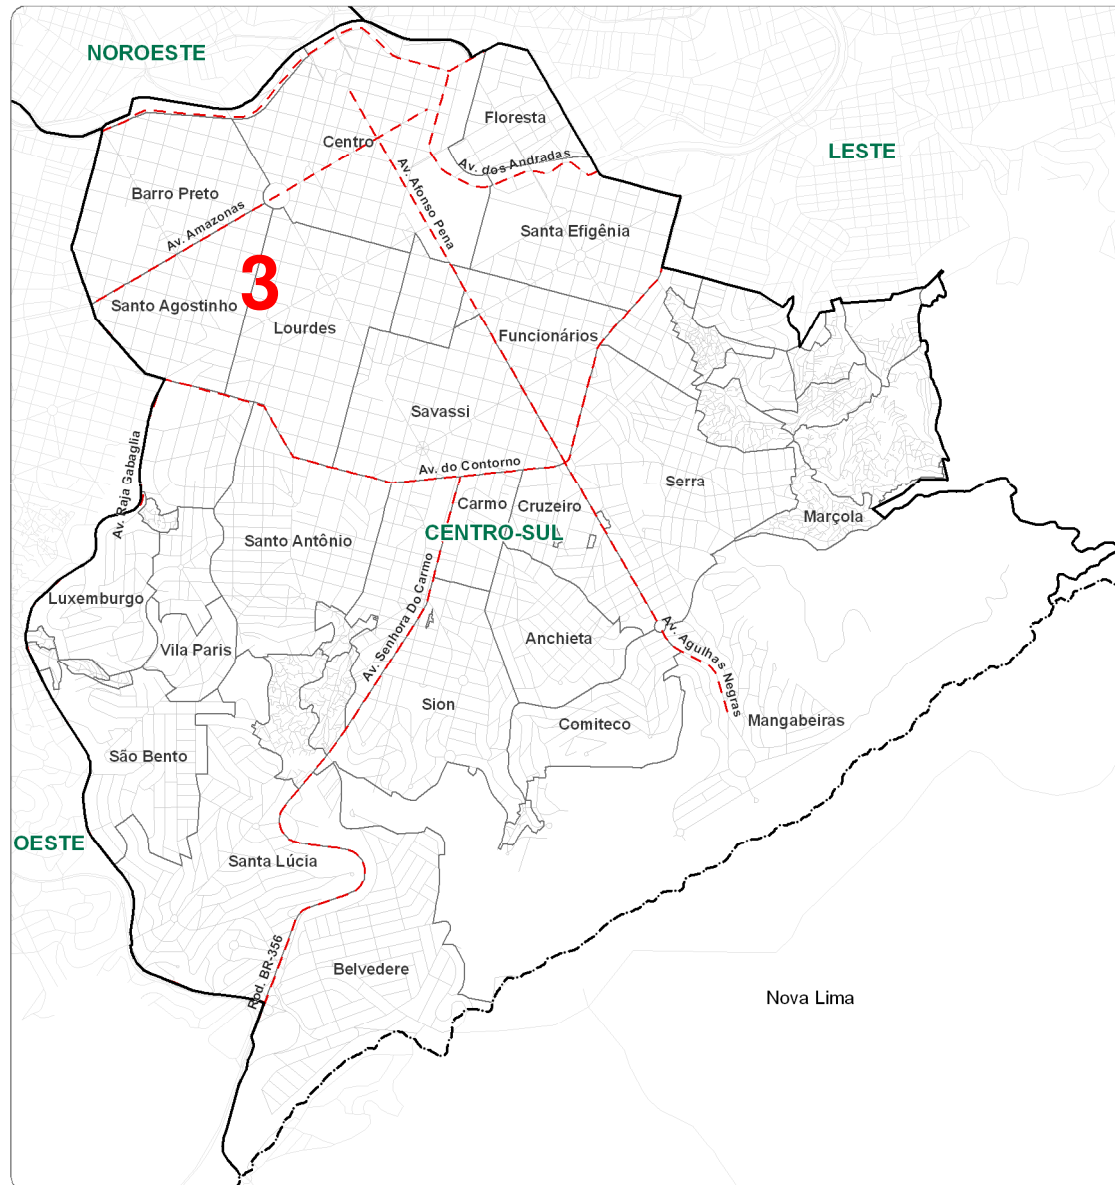 NOROESTE
Floresta
Centro
LESTE
Av. dos Andradas
Barro Preto
Av. Afonso Pena
Av. Amazonas
Santa Efigênia
3
Santo Agostinho
Lourdes
Funcionários
Savassi
Av. do Contorno
Av. Raja Gabaglia
Serra
Carmo
Cruzeiro
Marçola
CENTRO-SUL
Santo Antônio
Luxemburgo
Av. Senhora Do Carmo
Anchieta
Vila Paris
Av. Agulhas Negras
Sion
Comiteco
Mangabeiras
São Bento
OESTE
Santa Lúcia
Rod. BR-356
Belvedere
Nova Lima